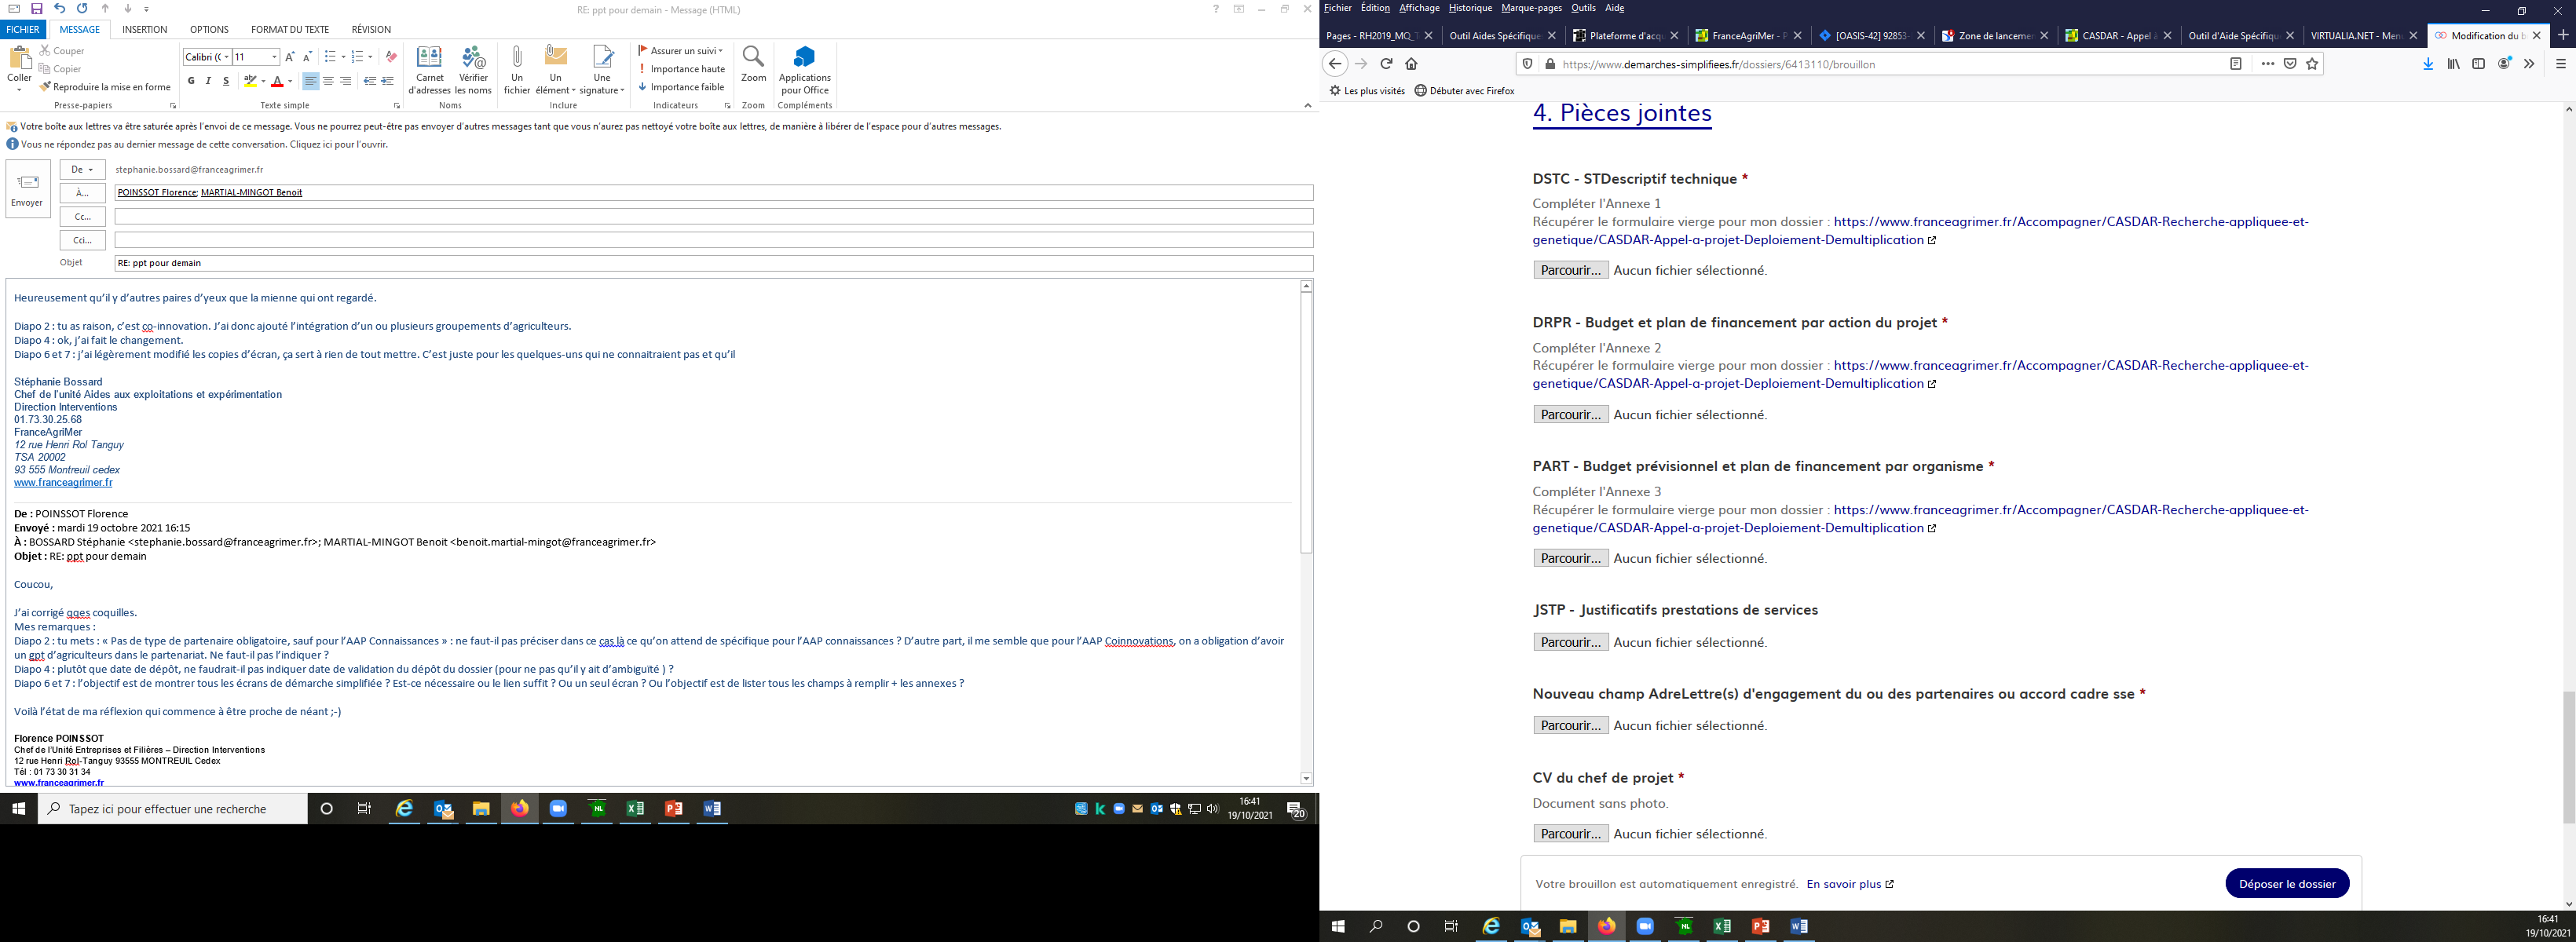 RE: ppt pour demain - Message (HTML)
FICHIER MESSAGE INSERTION OPTIONS FORMAT DU TEXTE RÉVISION
Coller
Couper
Copier
Reproduire la mise en forme
Presse-papiers
Calibri (C 11
G I S
Texte simple
Carnet d'adresses
Vérifier les noms
Noms
Un fichier
Un élément
Une signature
Inclure
Assurer un suivi
Importance haute
Importance faible
Indicateurs
Zoom
Zoom
Applications pour Office
Compléments
Votre boîte aux lettres va être saturée après l'envoi de ce message. Vous ne pourrez peut-être pas envoyer d'autres messages tant que vous n'aurez pas nettoyé votre boîte aux lettres, de manière à libérer de l'espace pour d'autres messages.
Vous ne répondez pas au dernier message de cette conversation. Cliquez ici pour l'ouvrir.
Envoyer
De stephanie.bossard@franceagrimer.fr
À... POINSSOT Florence; MARTIAL-MINGOT Benoit
Cc...
Cci...
Objet RE: ppt pour demain
Heureusement qu'il y d'autres paires d'yeux que la mienne qui ont regardé.
Diapo 2 : tu as raison, c'est co-innovation. J'ai donc ajouté l'intégration d'un ou plusieurs groupements d'agriculteurs.
Diapo 4 : ok, j'ai fait le changement.
Diapo 6 et 7 : j'ai légèrement modifié les copies d'écran, ça sert à rien de tout mettre. C'est juste pour les quelques-uns qui ne connaitraient pas et qu'il
Stéphanie Bossard
Chef de l'unité Aides aux exploitations et expérimentation
Direction Interventions
01.73.30.25.68
FranceAgriMer
12 rue Henri Rol Tanguy
TSA 20002
93 555 Montreuil cedex
www.franceagrimer.fr
De : POINSSOT Florence
Envoyé : mardi 19 octobre 2021 16:15
À : BOSSARD Stéphanie <stephanie.bossard@franceagrimer.fr>; MARTIAL-MINGOT Benoit <benoit.martial-mingot@franceagrimer.fr>
Objet : RE: ppt pour demain
Coucou,
J'ai corrigé qqes coquilles.
Mes remarques :
Diapo 2 : tu mets : « Pas de type de partenaire obligatoire, sauf pour l'AAP Connaissances » : ne faut-il pas préciser dans ce cas là ce qu'on attend de spécifique pour l'AAP connaissances ? D'autre part, il me semble que pour l'AAP Coinnovations, on a obligation d'avoir
un gpt d'agriculteurs dans le partenariat. Ne faut-il pas l'indiquer ?
Diapo 4 : plutôt que date de dépôt, ne faudrait-il pas indiquer date de validation du dépôt du dossier (pour ne pas qu'il y ait d'ambiguïté ) ?
Diapo 6 et 7 : l'objectif est de montrer tous les écrans de démarche simplifiée ? Est-ce nécessaire ou le lien suffit ? Ou un seul écran ? Ou l'objectif est de lister tous les champs à remplir + les annexes ?
Voilà l'état de ma réflexion qui commence à être proche de néant ;-)
Florence POINSSOT
Chef de l'Unité Entreprises et Filières – Direction Interventions
12 rue Henri Rol-Tanguy 93555 MONTREUIL Cedex
Tél : 01 73 30 31 34
www.franceagrimer.fr
Tapez ici pour effectuer une recherche
16:41
19/10/2021
20
Fichier Édition Affichage Historique Marque-pages Outils Aide
Pages - RH2019_MQ_T
Outil Aides Spécifique
Plateforme d'acqu
FranceAgriMer - P
[OASIS-42] 92853-
Zone de lancemen
CASDAR - Appel à
Outil d'Aide Spécifiqu
VIRTUALIA.NET - Menu
Modification du b
https://www.demarches-simplifiees.fr/dossiers/6413110/brouillon
Les plus visités Débuter avec Firefox
4. Pièces jointes
DSTC - STDescriptif technique *
Compléter l'Annexe 1
Récupérer le formulaire vierge pour mon dossier : https://www.franceagrimer.fr/Accompagner/CASDAR-Recherche-appliquee-et-
genetique/CASDAR-Appel-a-projet-Deploiement-Demultiplication
Parcourir... Aucun fichier sélectionné.
DRPR - Budget et plan de financement par action du projet *
Compléter l'Annexe 2
Récupérer le formulaire vierge pour mon dossier : https://www.franceagrimer.fr/Accompagner/CASDAR-Recherche-appliquee-et-
genetique/CASDAR-Appel-a-projet-Deploiement-Demultiplication
Parcourir... Aucun fichier sélectionné.
PART - Budget prévisionnel et plan de financement par organisme *
Compléter l'Annexe 3
Récupérer le formulaire vierge pour mon dossier : https://www.franceagrimer.fr/Accompagner/CASDAR-Recherche-appliquee-et-
genetique/CASDAR-Appel-a-projet-Deploiement-Demultiplication
Parcourir... Aucun fichier sélectionné.
JSTP - Justificatifs prestations de services
Parcourir... Aucun fichier sélectionné.
Nouveau champ AdreLettre(s) d'engagement du ou des partenaires ou accord cadre sse *
Parcourir... Aucun fichier sélectionné.
CV du chef de projet *
Document sans photo.
Parcourir... Aucun fichier sélectionné.
Votre brouillon est automatiquement enregistré. En savoir plus
Déposer le dossier
16:41
19/10/2021